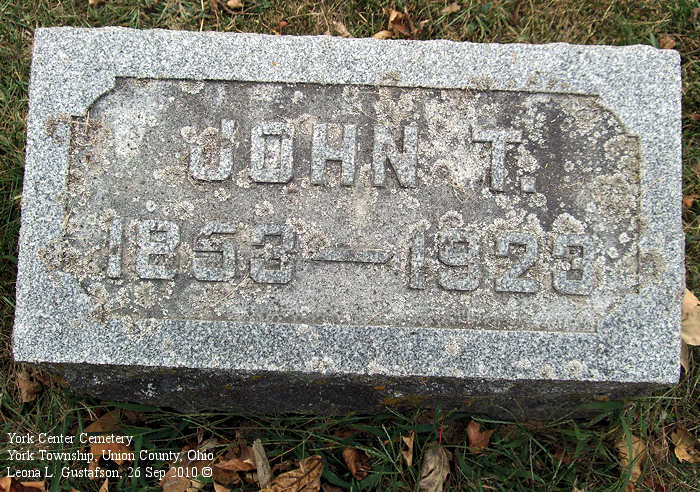 JOHN T.
1853—1923
York Center Cemetery
York Township, Union County, Ohio
Leona L. Gustafson, 26 Sep 2010 ©